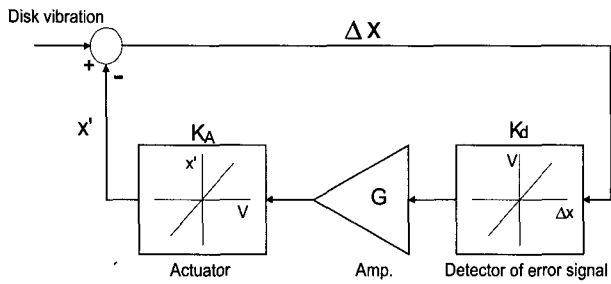 Disk vibration
ΔX
+
-
X'
KA
Kd
x'
V
G
V
Δx
Actuator
Amp.
Detector of error signal